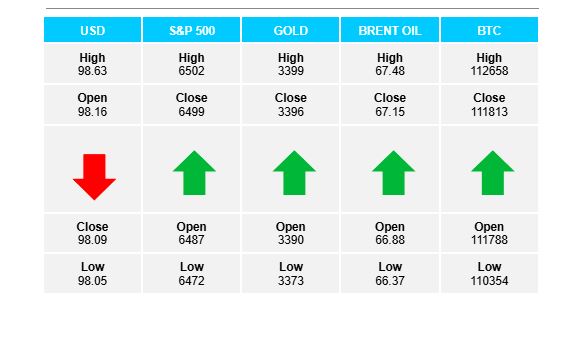 USD S&P 500 GOLD BRENT OIL BTC
High High High High High
98.63 6502 3399 67.48 112658
Open Close Close Close Close
98.16 6499 3396 67.15 111813
Close Open Open Open Open
98.09 6487 3390 66.88 111788
Low Low Low Low Low
98.05 6472 3373 66.37 110354